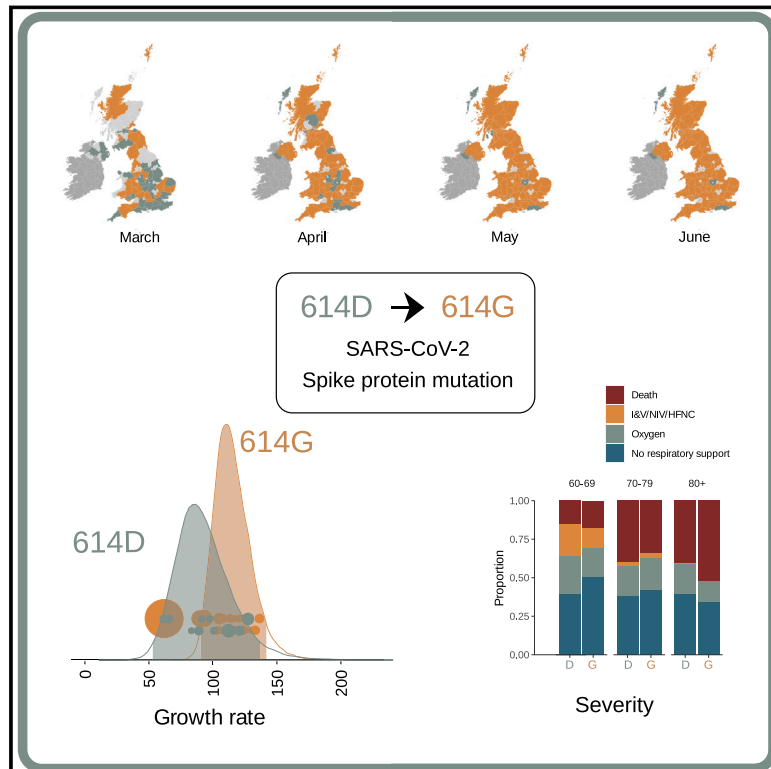 March
April
May
June
614D → 614G
SARS-CoV-2
Spike protein mutation
614G
614D
0
50
100
150
200
Growth rate
Death
I&V/NIV/HFNC
Oxygen
No respiratory support
60-69
70-79
80+
1,00
0.75
0,50
0.25
0.00
Proportion
D G D G D G
Severity